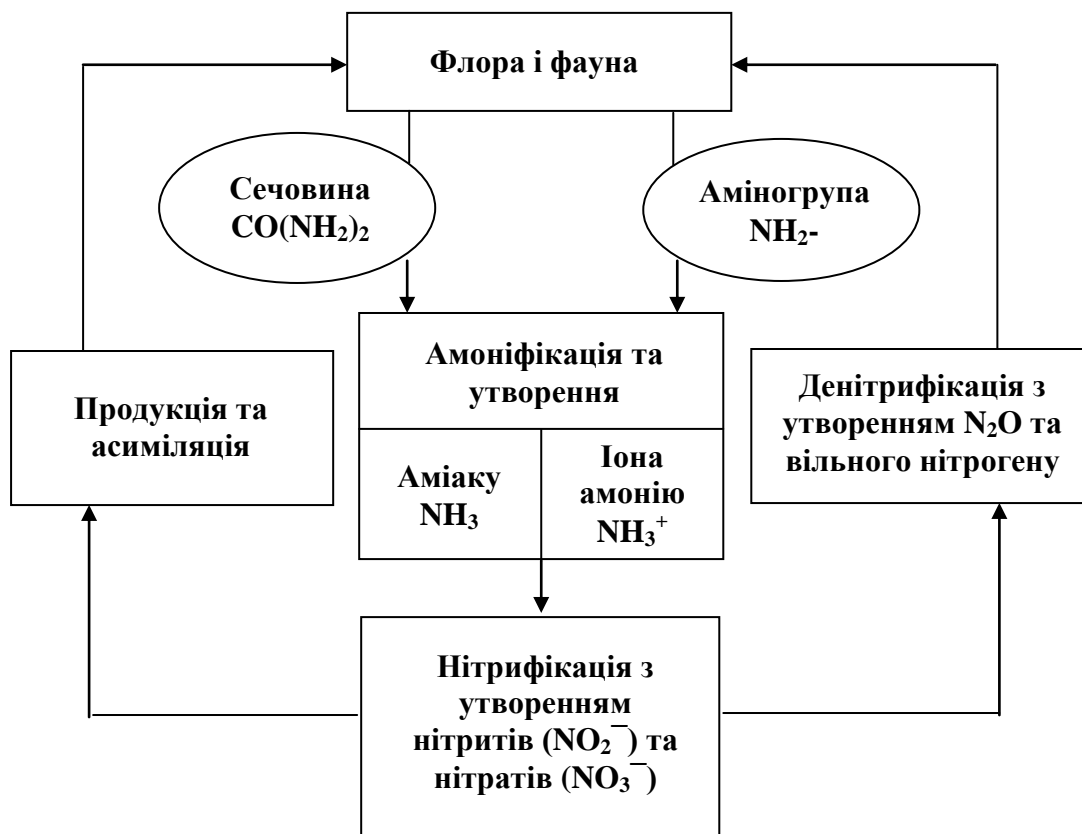 Флора і фауна
Сечовина
CO(NH₂)₂
Аміногрупа
NH₂-
Амоніфікація та
утворення
Аміаку
NH₃
Іона
амонію
NH₃⁺
Продукція та
асиміляція
Денітрифікація з
утворенням N₂O та
вільного нітрогену
Нітрифікація з
утворенням
нітритів (NO₂⁻) та
нітратів (NO₃⁻)